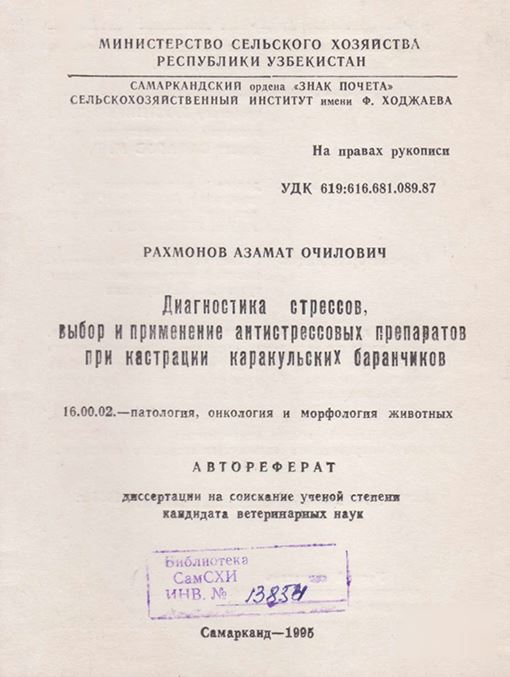 МИНИСТЕРСТВО СЕЛЬСКОГО ХОЗЯЙСТВА
РЕСПУБЛИКИ УЗБЕКИСТАН
САМАРКАНДСКИЙ ордена «ЗНАК ПОЧЕТА»
СЕЛЬСКОХОЗЯЙСТВЕННЫЙ ИНСТИТУТ имени Ф. ХОДЖАЕВА
На правах рукописи
УДК 619:616.681.089.87
РАХМОНОВ АЗАМАТ ОЧИЛОВИЧ
Диагностика стрессов,
выбор и применение антистрессовых препаратов
при кастрации каракульских баранчиков
16.00.02.—патология, онкология и морфология животных
АВТОРЕФЕРАТ
диссертации на соискание ученой степени
кандидата ветеринарных наук
Библиотека
СамСХИ
ИНВ. № 13854
Самарканд—1995